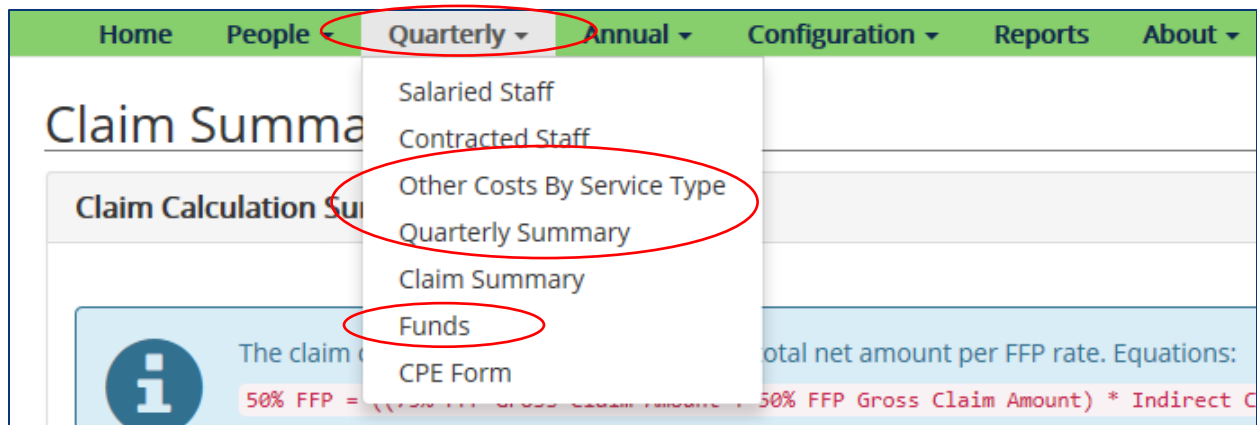 Home People Quarterly Annual Configuration Reports About
Salaried Staff
Claim Summa
Contracted Staff
Other Costs By Service Type
Claim Calculation Su
Quarterly Summary
Claim Summary
Funds
The claim total net amount per FFP rate. Equations:
CPE Form
50% FFP = 50% FFP Gross Claim Amount) * Indirect C